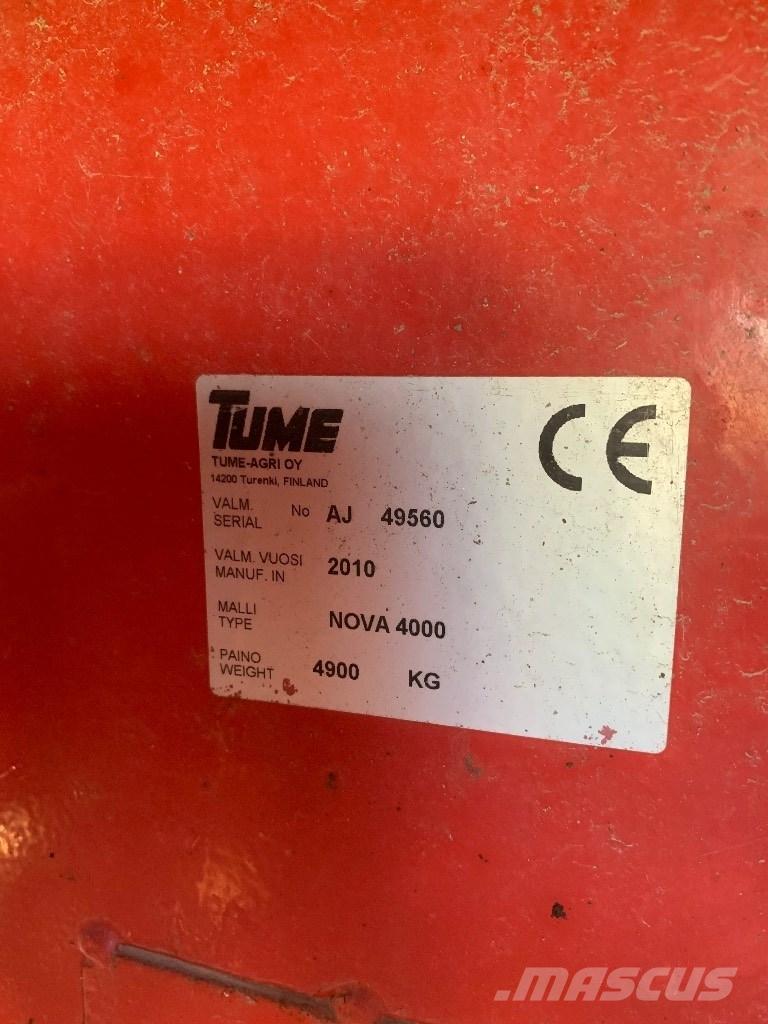 TUME
CE
TUME-AGRI OY
14200 Turenki, FINLAND
VALM. No AJ 49560
SERIAL
VALM. VUOSI 2010
MANUF. IN
MALLI NOVA 4000
TYPE
PAINO 4900 KG
WEIGHT
.MASCUS